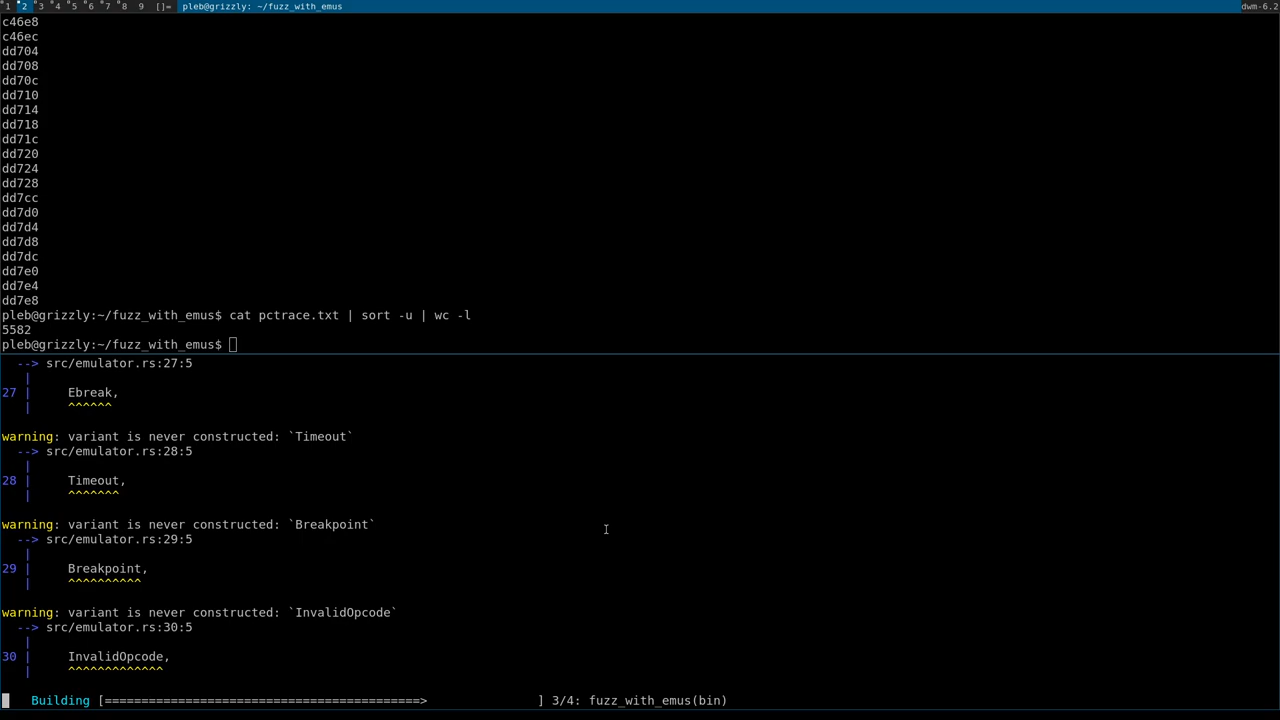 1 2 3 4 5 6 7 8 9 []= pleb@grizzly: ~/fuzz_with_emus dwm-6.2
c46e8
c46ec
dd704
dd708
dd70c
dd710
dd714
dd718
dd71c
dd720
dd724
dd728
dd7cc
dd7d0
dd7d4
dd7d8
dd7dc
dd7e0
dd7e4
dd7e8
pleb@grizzly:~/fuzz_with_emus$ cat pctrace.txt | sort -u | wc -l
5582
pleb@grizzly:~/fuzz_with_emus$
--> src/emulator.rs:27:5
|
27 | Ebreak,
| ^^^^^^
warning: variant is never constructed: `Timeout`
--> src/emulator.rs:28:5
|
28 | Timeout,
| ^^^^^^^
warning: variant is never constructed: `Breakpoint`
--> src/emulator.rs:29:5
|
29 | Breakpoint,
| ^^^^^^^^^^
warning: variant is never constructed: `InvalidOpcode`
--> src/emulator.rs:30:5
|
30 | InvalidOpcode,
| ^^^^^^^^^^^^^
Building [===========================================> ] 3/4: fuzz_with_emus(bin)